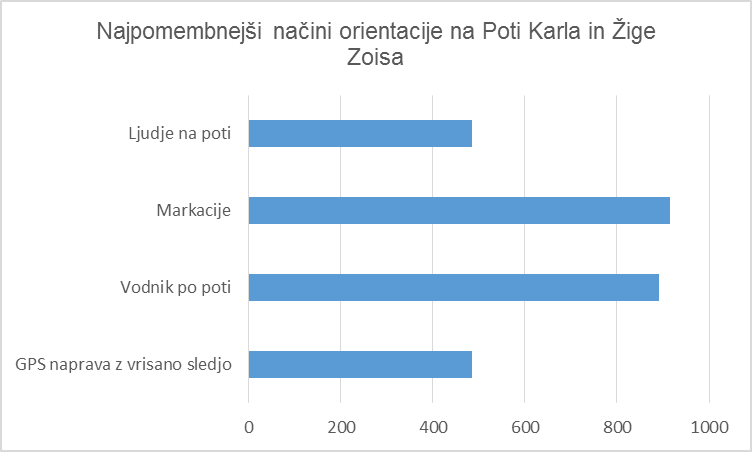 Najpomembnejši načini orientacije na Poti Karla in Žige
Zoisa
Ljudje na poti
Markacije
Vodnik po poti
GPS naprava z vrisano sledjo
0 200 400 600 800 1000